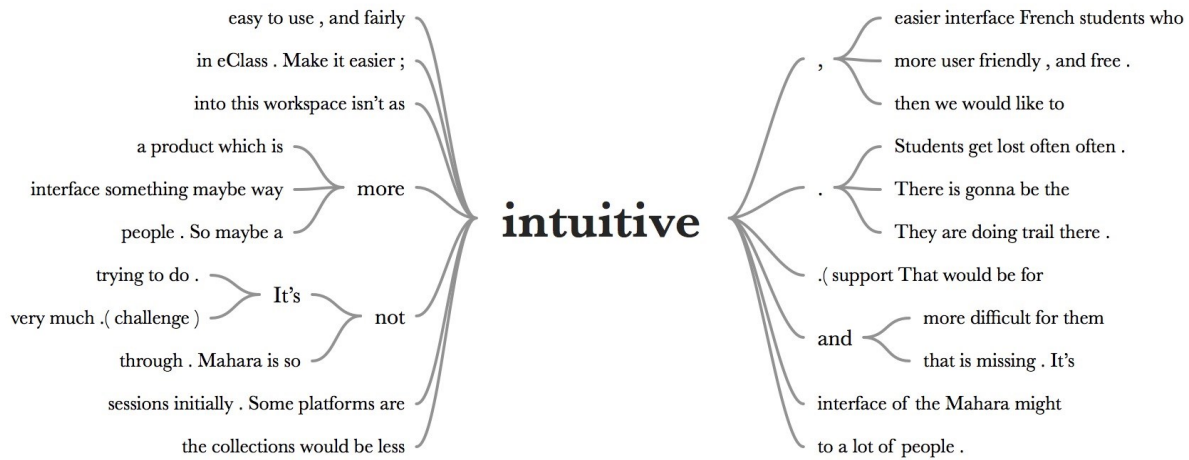 easy to use , and fairly
in eClass . Make it easier ;
into this workspace isn't as
a product which is
interface something maybe way
more
people . So maybe a
trying to do .
It's
very much .( challenge )
not
through . Mahara is so
sessions initially . Some platforms are
the collections would be less
intuitive
easier interface French students who
,
more user friendly , and free .
then we would like to
Students get lost often often .
.
There is gonna be the
They are doing trail there .
.( support That would be for
and
more difficult for them
that is missing . It's
interface of the Mahara might
to a lot of people .